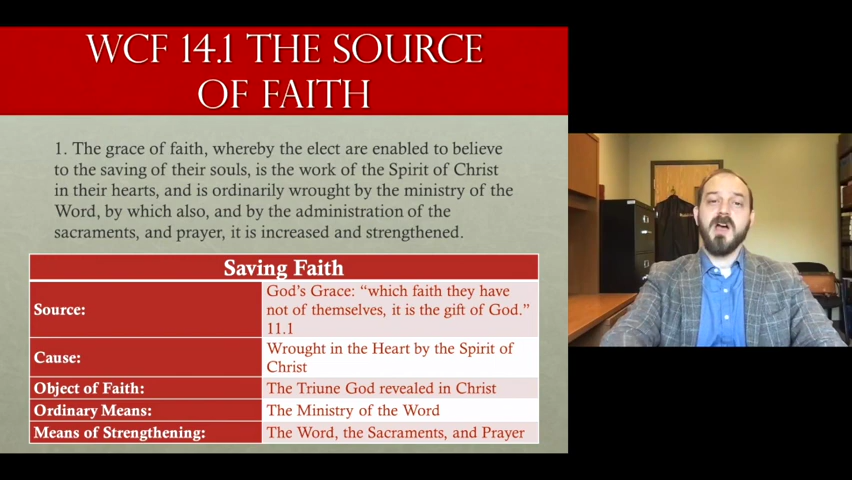 WCF 14.1 THE SOURCE
OF FAITH
1. The grace of faith, whereby the elect are enabled to believe
to the saving of their souls, is the work of the Spirit of Christ
in their hearts, and is ordinarily wrought by the ministry of the
Word, by which also, and by the administration of the
sacraments, and prayer, it is increased and strengthened.
Saving Faith
Source:
God's Grace: “which faith they have
not of themselves, it is the gift of God.”
11.1
Cause:
Wrought in the Heart by the Spirit of
Christ
Object of Faith:
The Triune God revealed in Christ
Ordinary Means:
The Ministry of the Word
Means of Strengthening:
The Word, the Sacraments, and Prayer